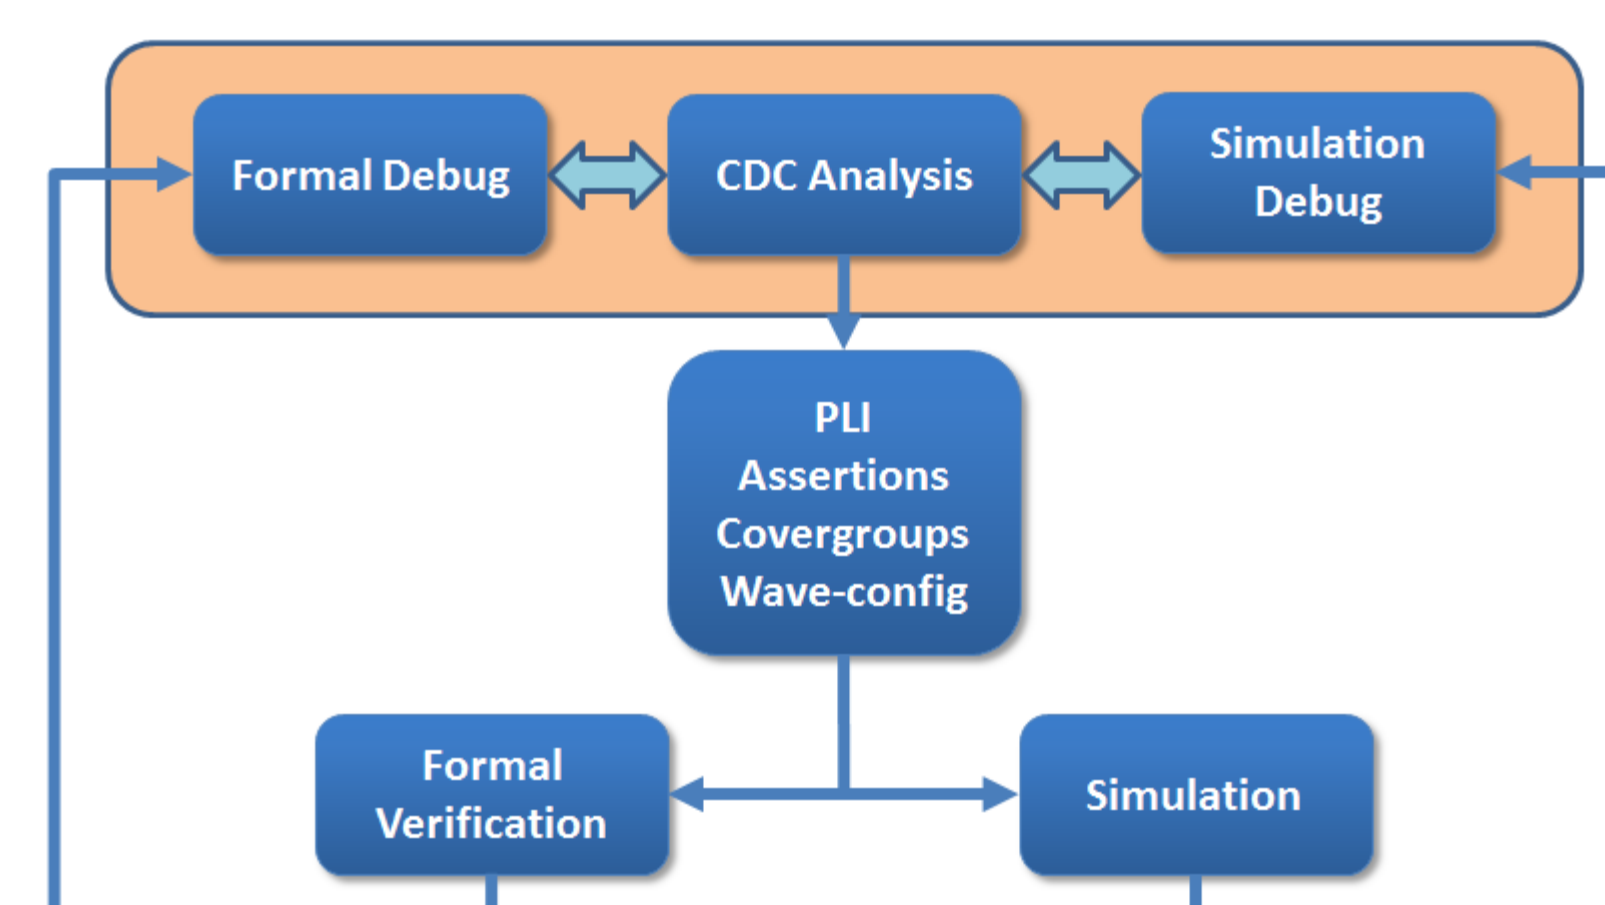 Formal Debug
CDC Analysis
Simulation
Debug
PLI
Assertions
Covergroups
Wave-config
Formal
Verification
Simulation